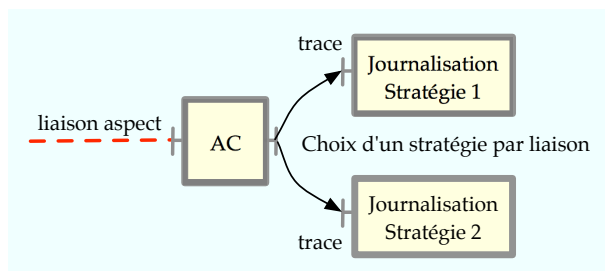 trace
Journalisation
Stratégie 1
liaison aspect
AC
Choix d'un stratégie par liaison
Journalisation
Stratégie 2
trace